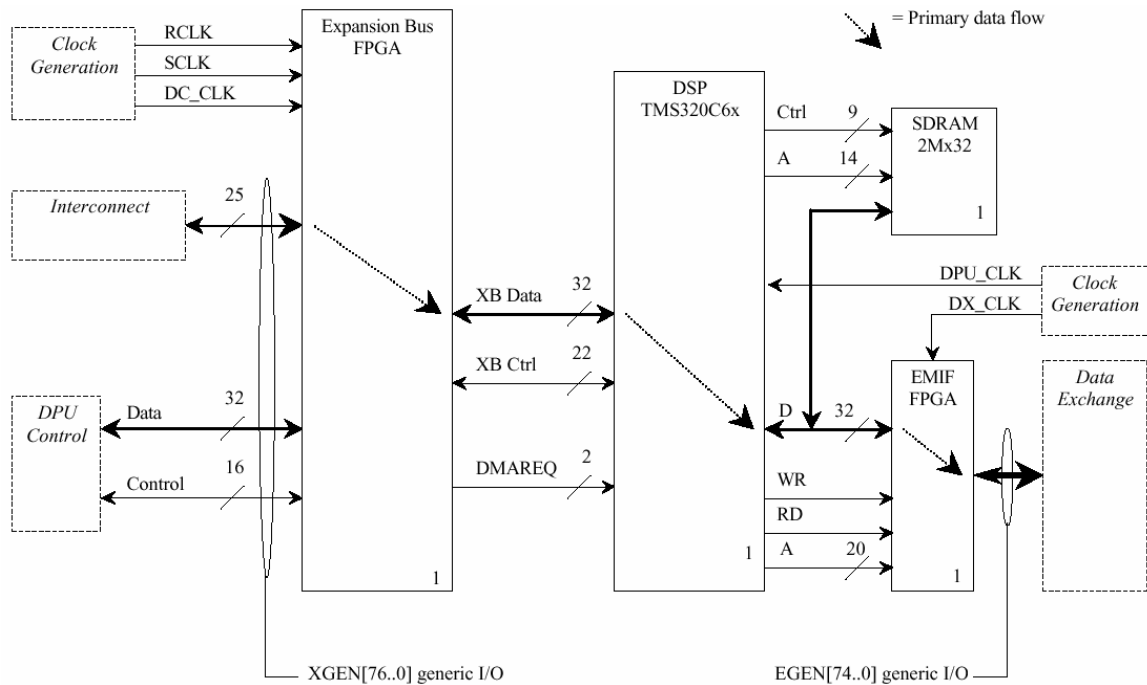 = Primary data flow
Clock
Generation
RCLK
SCLK
DC_CLK
Expansion Bus
FPGA
DSP
TMS320C6x
Ctrl
9
A
14
SDRAM
2Mx32
1
Interconnect
25
DPU_CLK
DX_CLK
Clock
Generation
XB Data
32
XB Ctrl
22
DMAREQ
2
DPU
Control
Data
32
Control
16
D
32
WR
RD
A
20
EMIF
FPGA
Data
Exchange
1
1
1
XGEN[76..0] generic I/O
EGEN[74..0] generic I/O